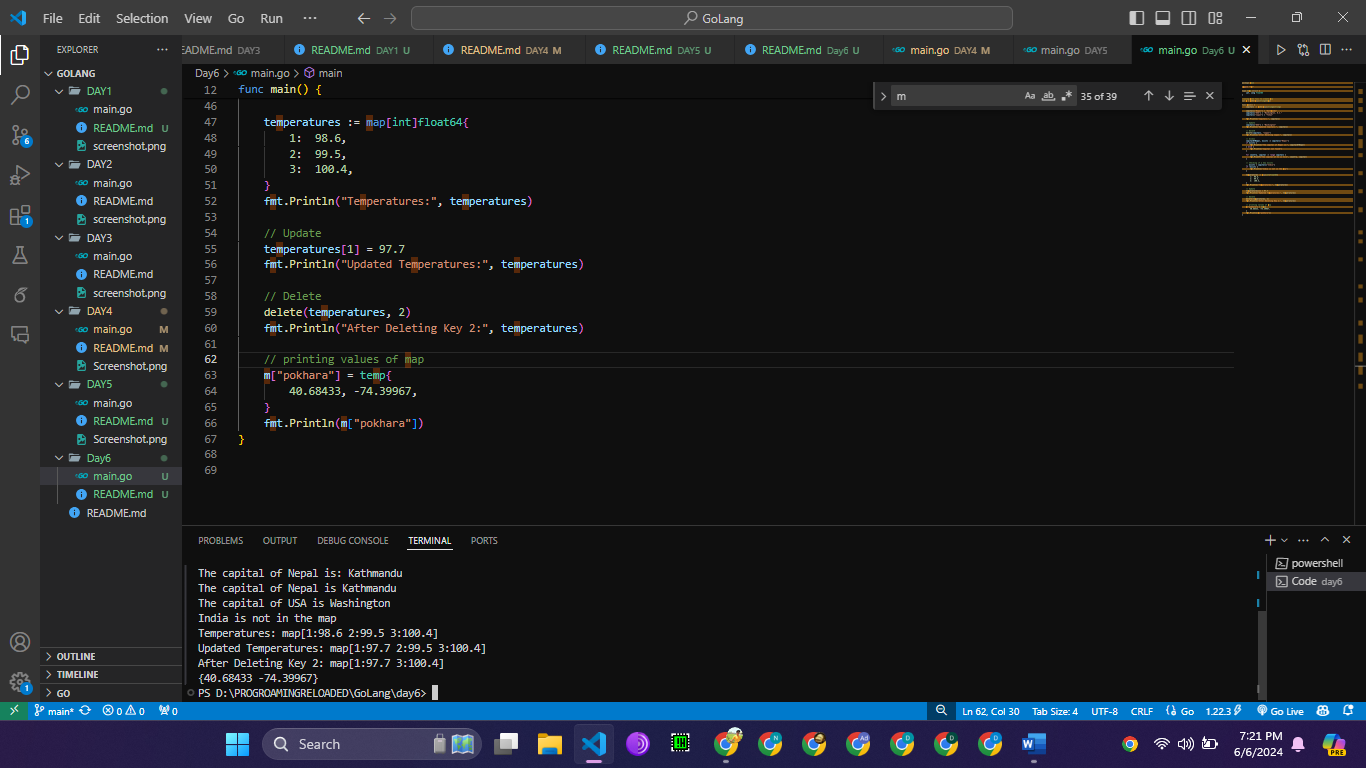 File Edit Selection View Go Run ··· GoLang
EXPLORER ···
README.md DAY3 README.md DAY1 U README.md DAY4 M README.md DAY5 U README.md Day6 U main.go DAY4 M main.go DAY5 main.go Day6 U
GOLANG
DAY1
main.go
README.md U
screenshot.png
DAY2
main.go
README.md
screenshot.png
DAY3
main.go
README.md
screenshot.png
DAY4
main.go M
README.md M
Screenshot.png
DAY5
main.go
README.md U
Screenshot.png
Day6
main.go U
README.md U
README.md
OUTLINE
TIMELINE
GO
6
1
1
Day6 > main.go > main
m Aa ab 35 of 39
12 func main() {
46
47 temperatures := map[int]float64{
48 1: 98.6,
49 2: 99.5,
50 3: 100.4,
51 }
52 fmt.Println("Temperatures:", temperatures)
53
54 // Update
55 temperatures[1] = 97.7
56 fmt.Println("Updated Temperatures:", temperatures)
57
58 // Delete
59 delete(temperatures, 2)
60 fmt.Println("After Deleting Key 2:", temperatures)
61
62 // printing values of map
63 m["pokhara"] = temp{
64 40.68433, -74.39967,
65 }
66 fmt.Println(m["pokhara"])
67 }
68
69
PROBLEMS OUTPUT DEBUG CONSOLE TERMINAL PORTS
powershell
Code day6
The capital of Nepal is: Kathmandu
The capital of Nepal is Kathmandu
The capital of USA is Washington
India is not in the map
Temperatures: map[1:98.6 2:99.5 3:100.4]
Updated Temperatures: map[1:97.7 2:99.5 3:100.4]
After Deleting Key 2: map[1:97.7 3:100.4]
{40.68433 -74.39967}
PS D:\PROGROAMINGRELOADED\GoLang\day6>
main* 0 0 0 Ln 62, Col 30 Tab Size: 4 UTF-8 CRLF Go 1.22.3 Go Live
Search
7:21 PM
6/6/2024